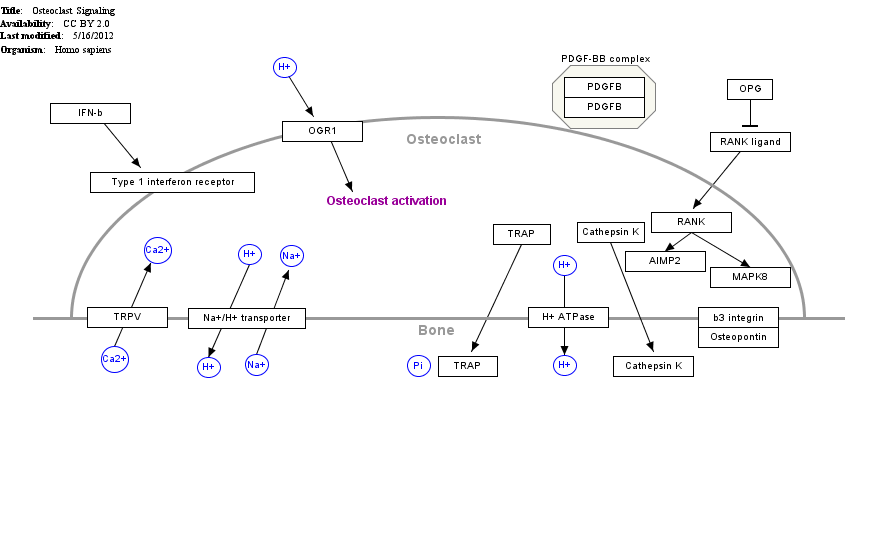 Title: Osteoclast Signaling
Availability: CC BY 2.0
Last modified: 5/16/2012
Organism: Homo sapiens
PDGF-BB complex
H+
PDGFB
OPG
PDGFB
IFN-b
OGR1
Osteoclast
RANK ligand
Type 1 interferon receptor
Osteoclast activation
RANK
TRAP
Cathepsin K
Ca2+
H+
Na+
AIMP2
H+
MAPK8
TRPV
Na+/H+ transporter
H+ ATPase
b3 integrin
Bone
Osteopontin
Ca2+
H+
Na+
Pi
TRAP
H+
Cathepsin K